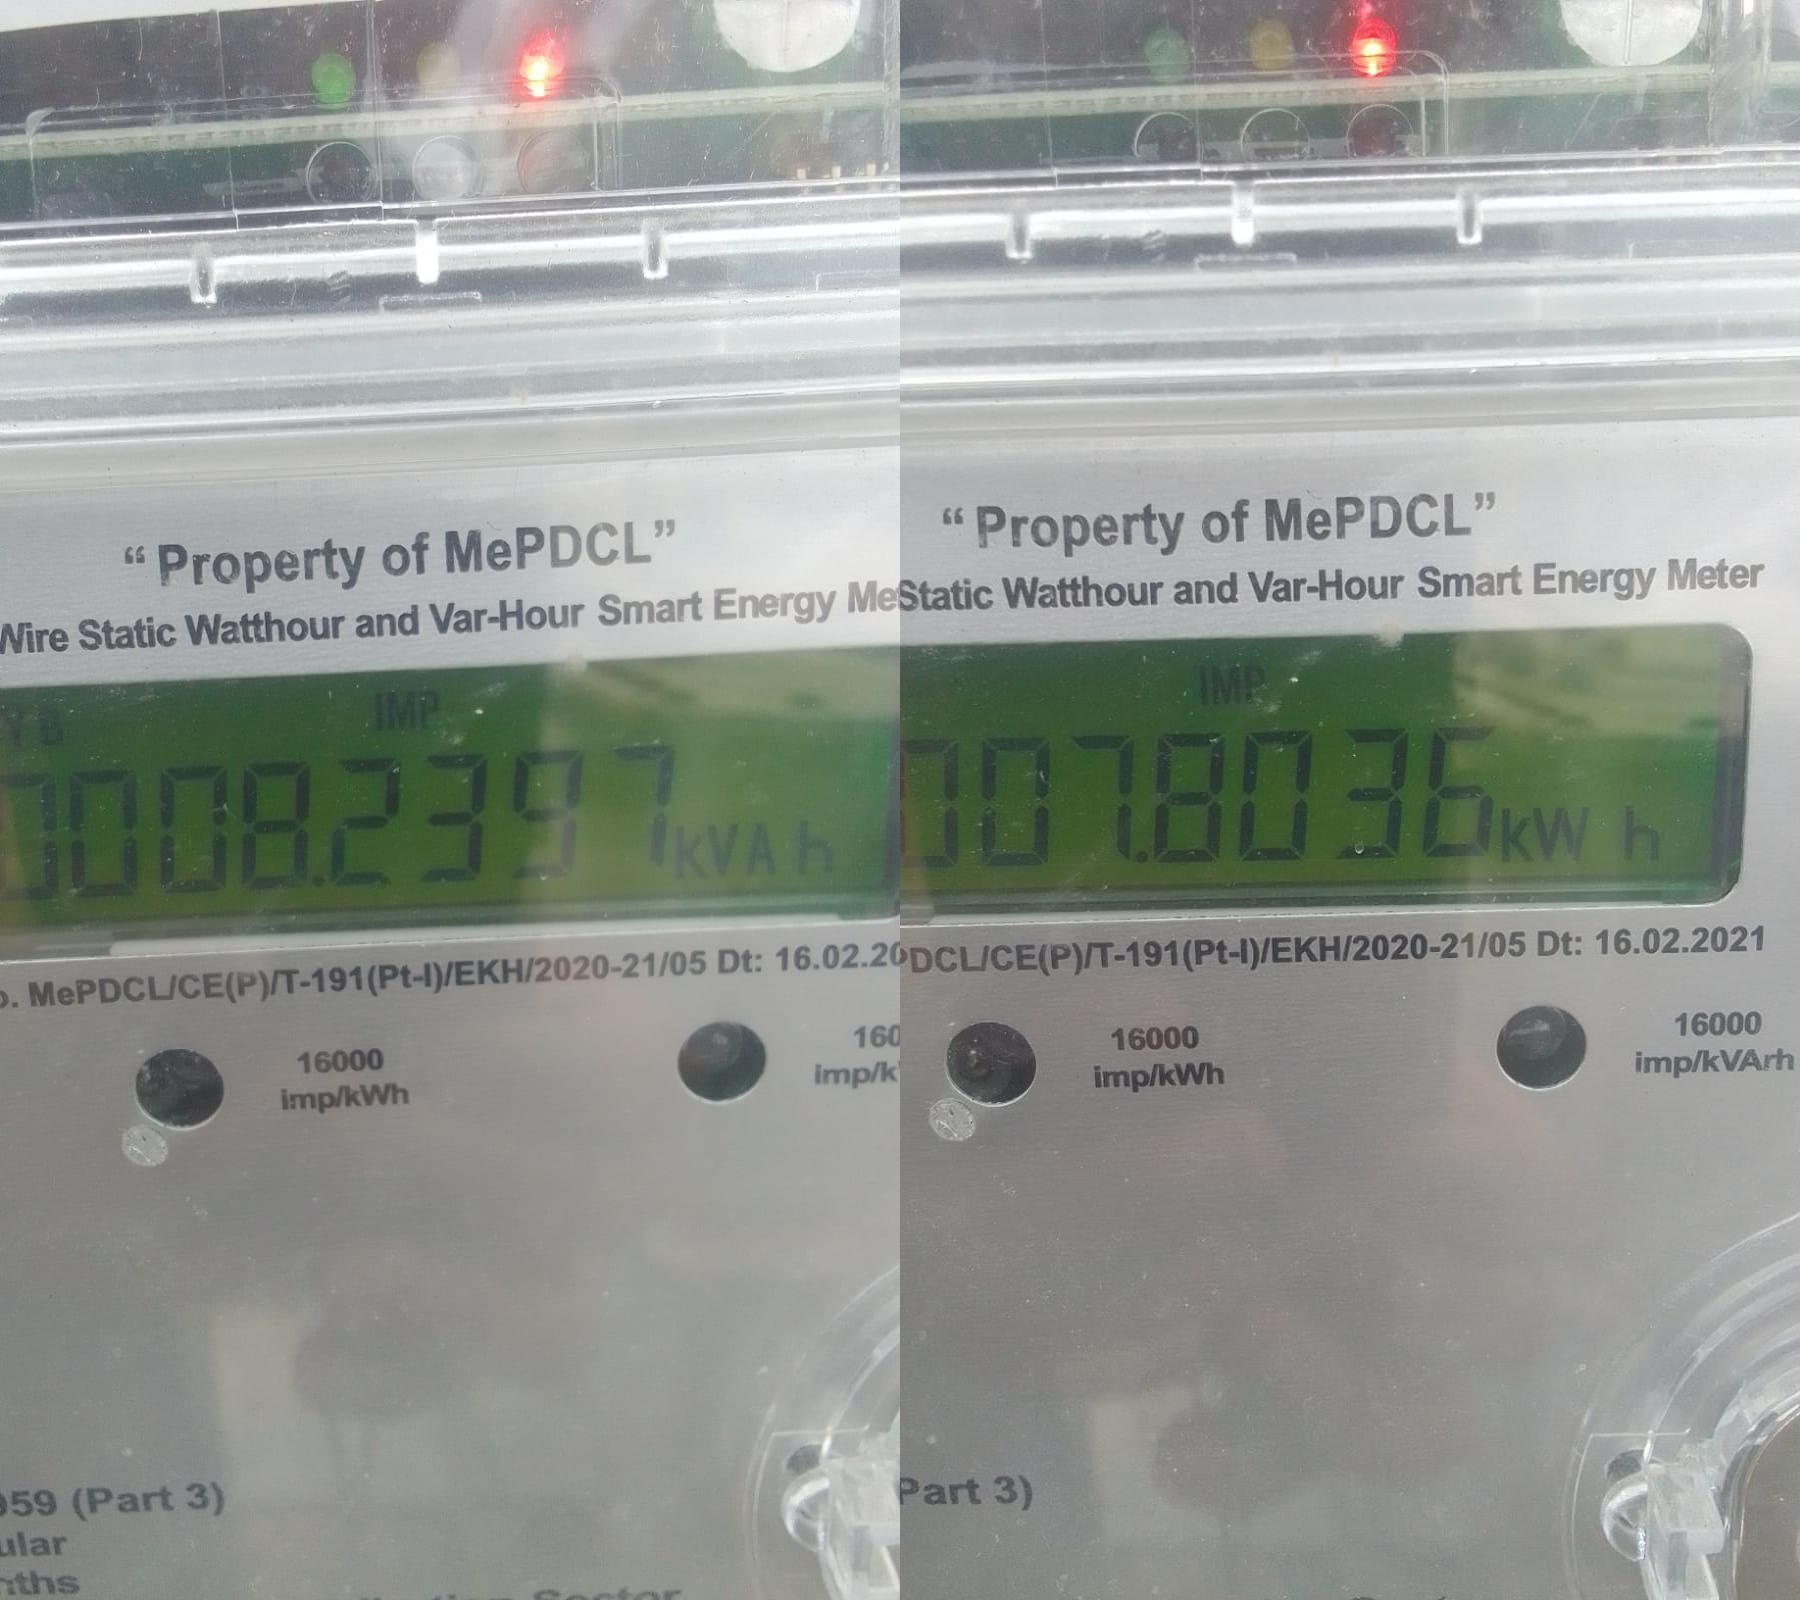 “ Property of MePDCL”
Wire Static Watthour and Var-Hour Smart Energy Me
Y B IMP
0008.2397 kVAh
o. MePDCL/CE(P)/T-191(Pt-I)/EKH/2020-21/05 Dt: 16.02.20
16000
imp/kWh
160
imp/k
059 (Part 3)
ular
nths
Sector
“ Property of MePDCL”
Static Watthour and Var-Hour Smart Energy Meter
IMP
007.8036 kW h
DCL/CE(P)/T-191(Pt-I)/EKH/2020-21/05 Dt: 16.02.2021
16000
imp/kWh
16000
imp/kVArh
Part 3)